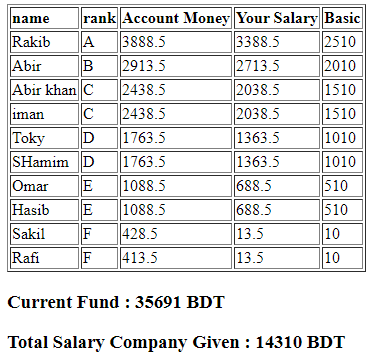 name rank Account Money Your Salary Basic
Rakib A 3888.5 3388.5 2510
Abir B 2913.5 2713.5 2010
Abir khan C 2438.5 2038.5 1510
iman C 2438.5 2038.5 1510
Toky D 1763.5 1363.5 1010
SHamim D 1763.5 1363.5 1010
Omar E 1088.5 688.5 510
Hasib E 1088.5 688.5 510
Sakil F 428.5 13.5 10
Rafi F 413.5 13.5 10
Current Fund : 35691 BDT
Total Salary Company Given : 14310 BDT